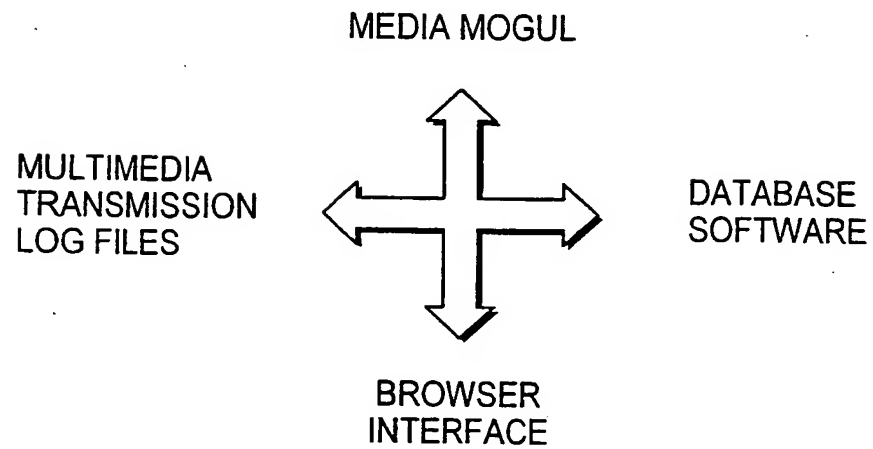 MEDIA MOGUL
MULTIMEDIA
TRANSMISSION
LOG FILES
DATABASE
SOFTWARE
BROWSER
INTERFACE